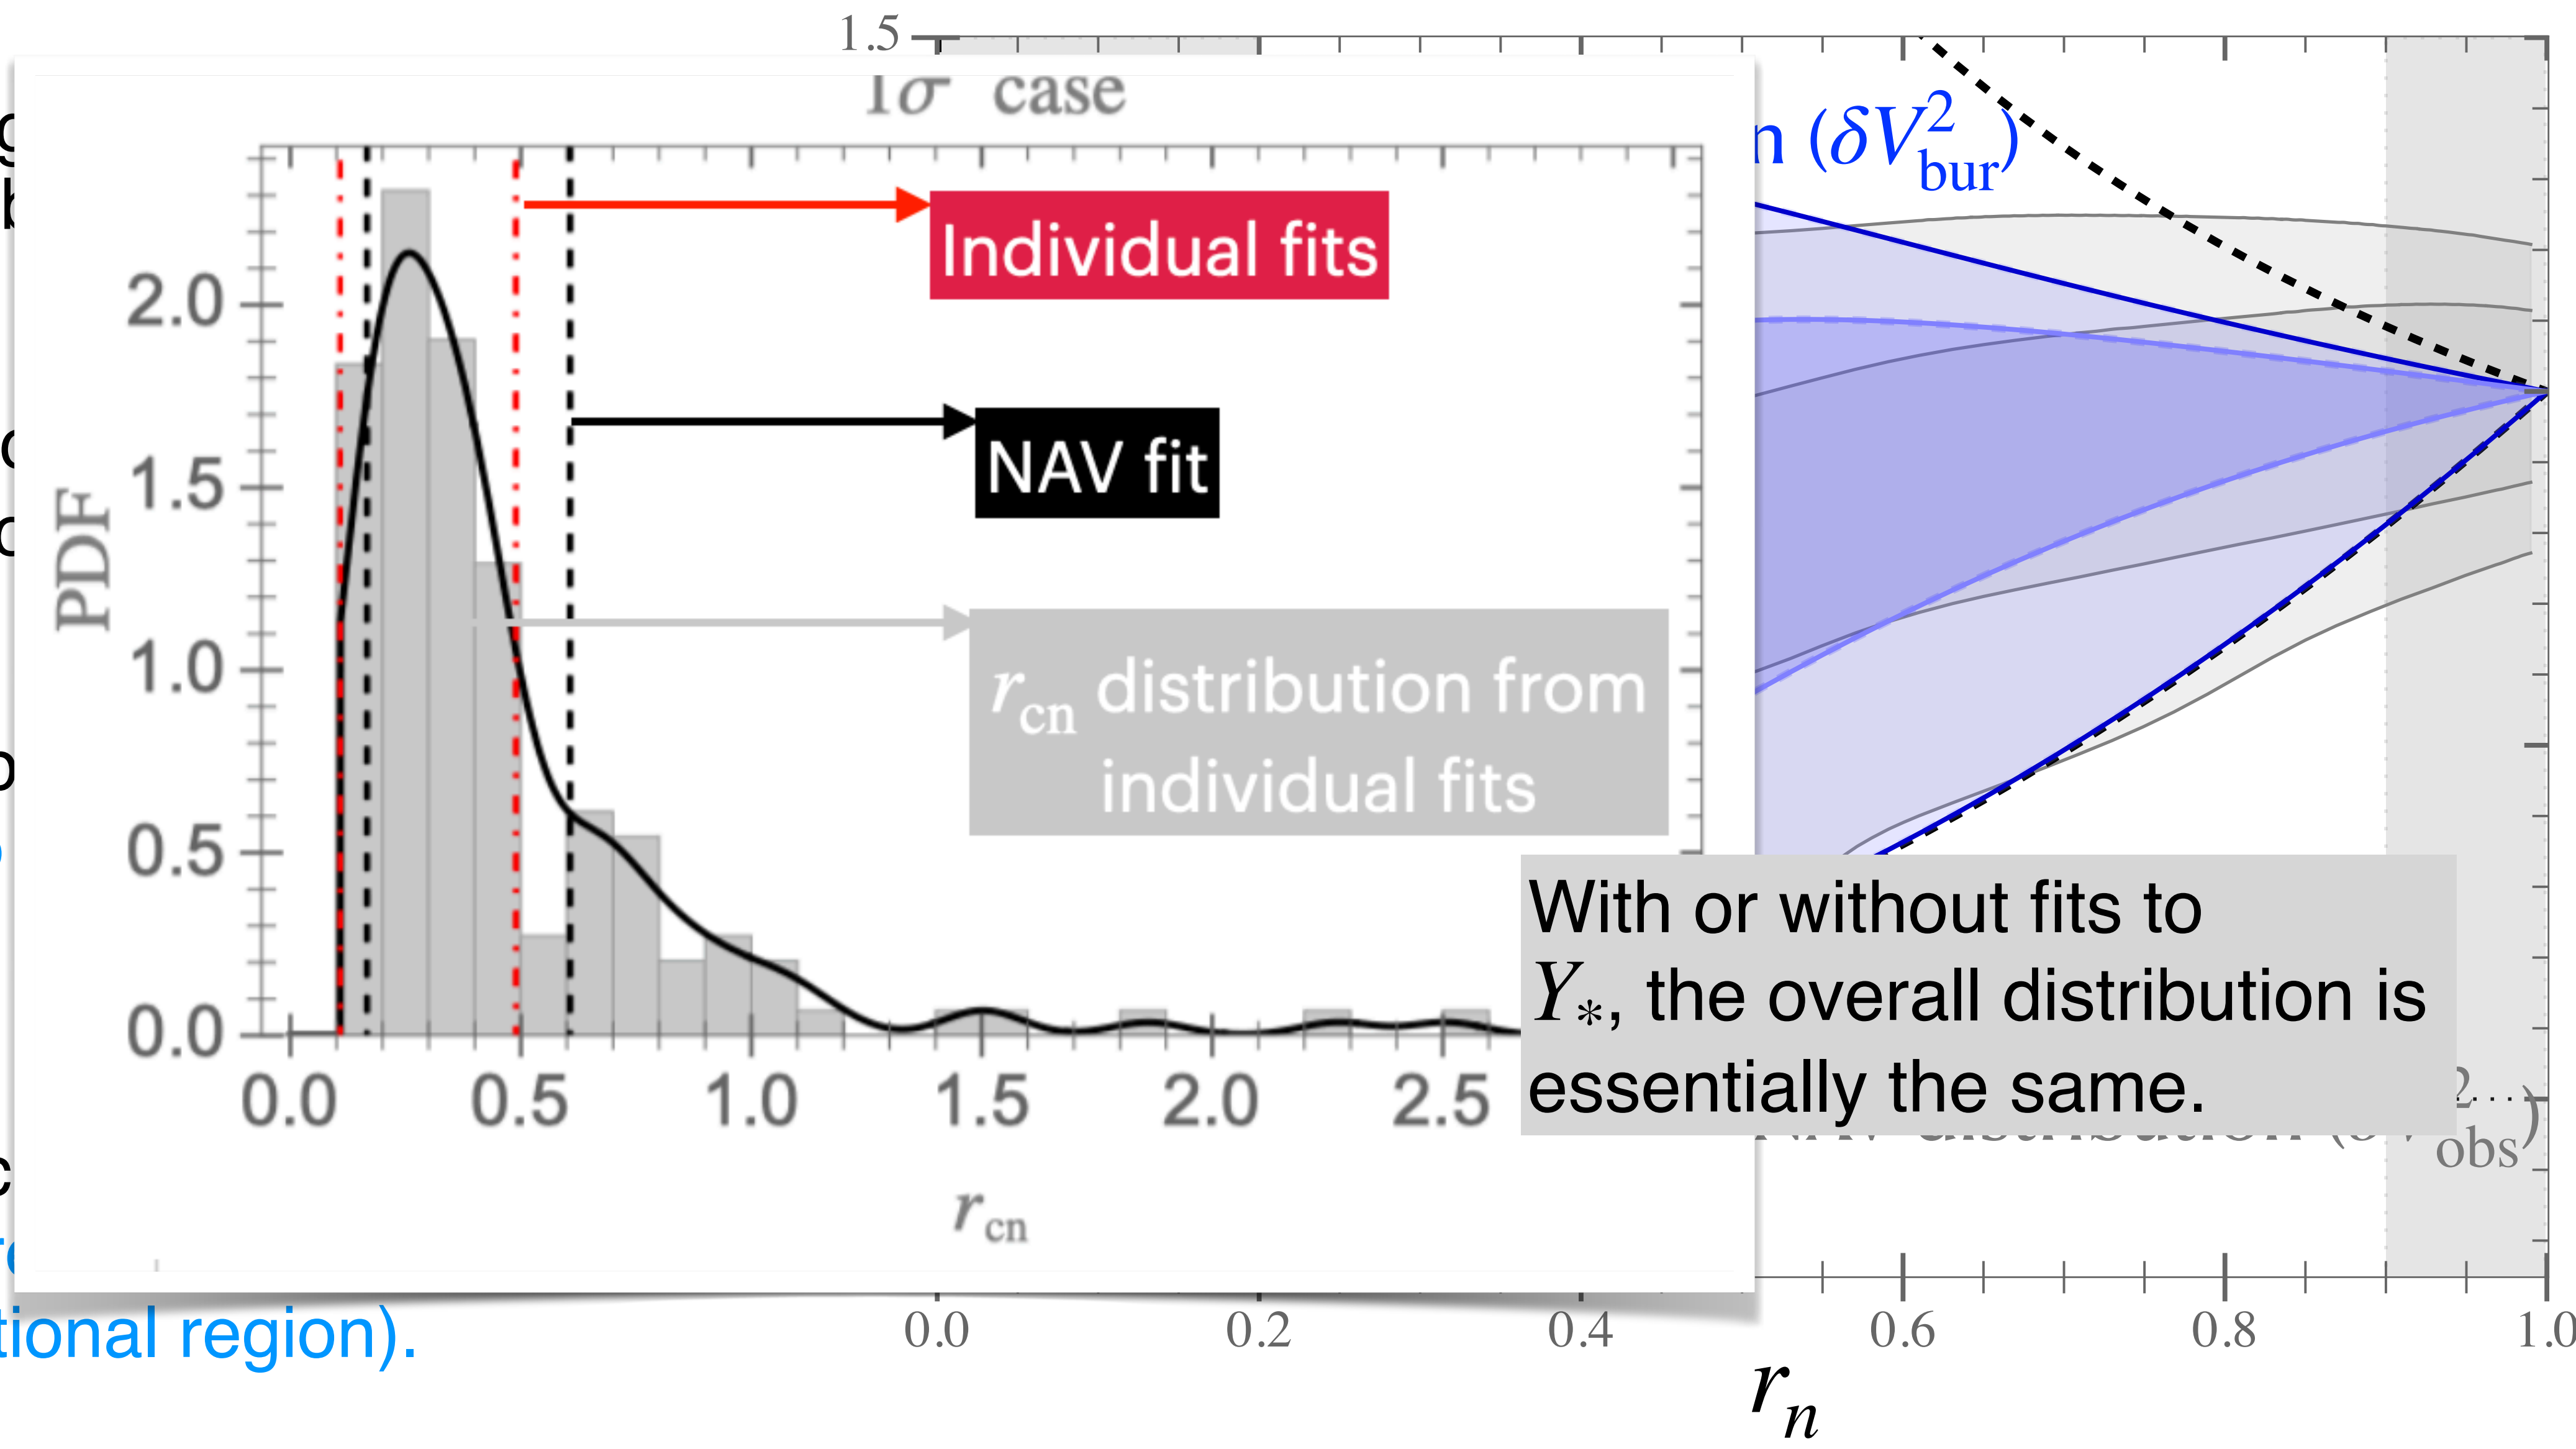 1.5
1σ case
n (δV²bur)
Individual fits
2.0
NAV fit
1.5
PDF
1.0
rcn distribution from
individual fits
0.5
With or without fits to
Y*, the overall distribution is
essentially the same.
0.0
0.0 0.5 1.0 1.5 2.0 2.5
obs)
rcn
tional region).
0.0 0.2 0.4 0.6 0.8 1.0
rn